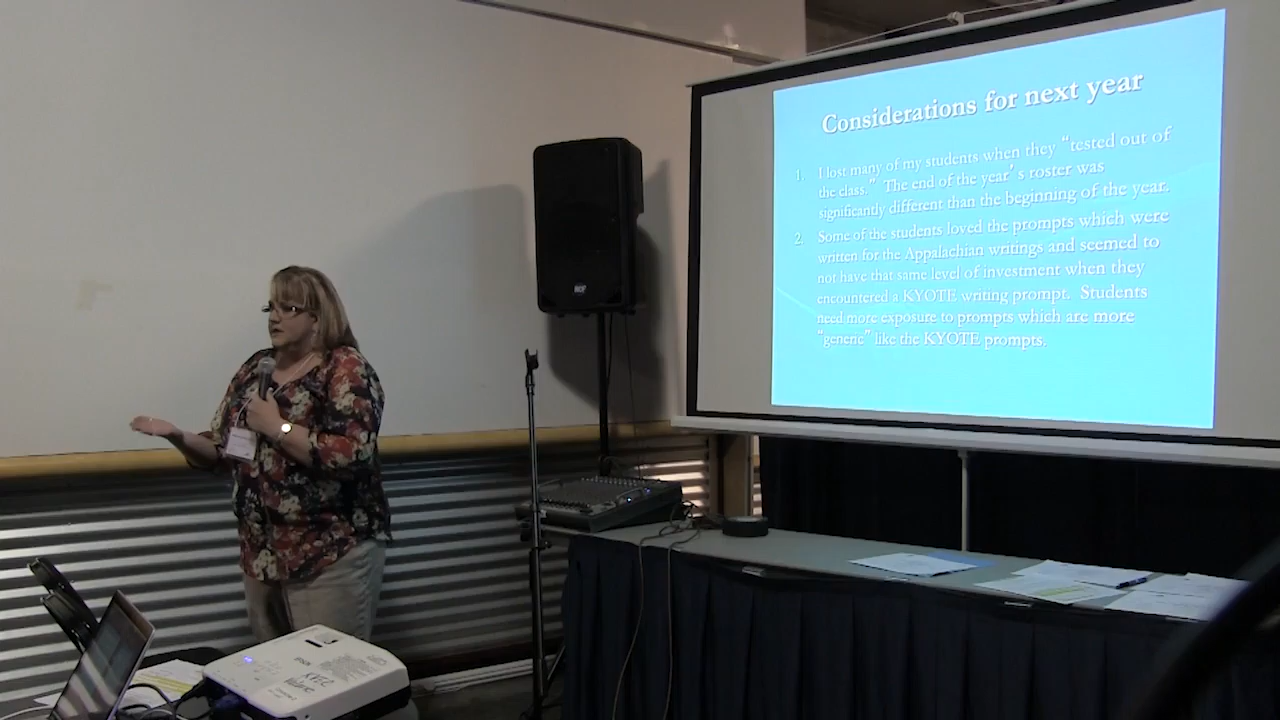 Considerations for next year
1. I lost many of my students when they “tested out of
the class.” The end of the year’s roster was
significantly different than the beginning of the year.
2. Some of the students loved the prompts which were
written for the Appalachian writings and seemed to
not have that same level of investment when they
encountered a KYOTE writing prompt. Students
need more exposure to prompts which are more
“generic” like the KYOTE prompts.
RCF
EPSON
KVEC